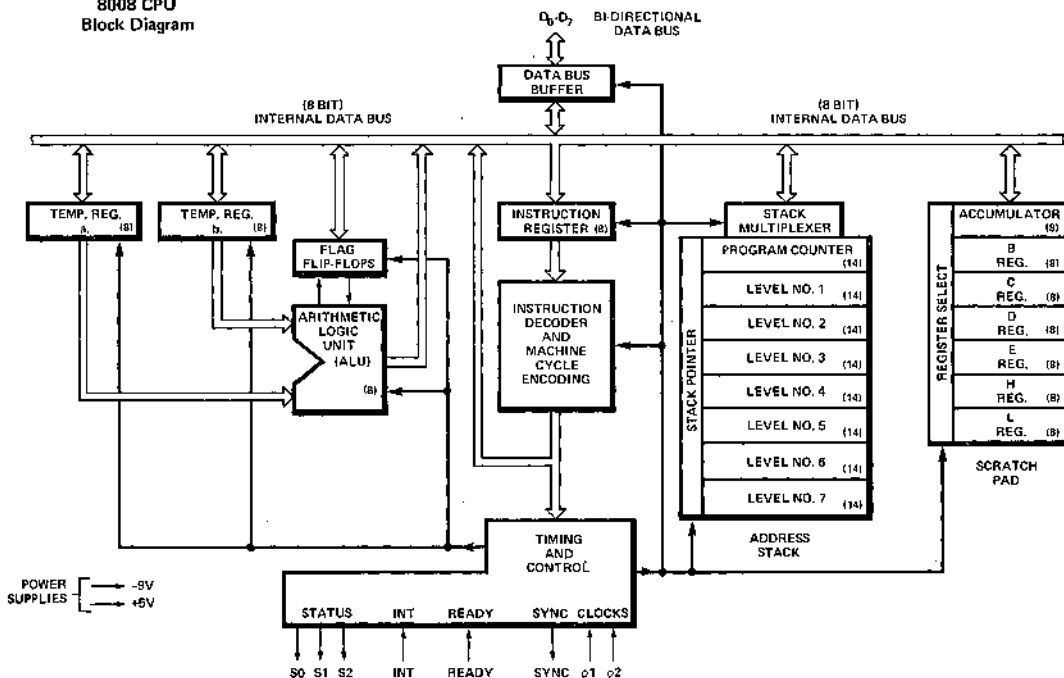 8008 CPU
Block Diagram
D0-D7 BI-DIRECTIONAL
DATA BUS
DATA BUS
BUFFER
(8 BIT)
INTERNAL DATA BUS
(8 BIT)
INTERNAL DATA BUS
TEMP. REG.
a. (8)
TEMP. REG.
b. (8)
FLAG
FLIP-FLOPS
ARITHMETIC
LOGIC
UNIT
(ALU)
(8)
INSTRUCTION
REGISTER (8)
INSTRUCTION
DECODER
AND
MACHINE
CYCLE
ENCODING
STACK
MULTIPLEXER
STACK POINTER
PROGRAM COUNTER
(14)
LEVEL NO. 1
(14)
LEVEL NO. 2
(14)
LEVEL NO. 3
(14)
LEVEL NO. 4
(14)
LEVEL NO. 5
(14)
LEVEL NO. 6
(14)
LEVEL NO. 7
(14)
ADDRESS
STACK
REGISTER SELECT
ACCUMULATOR
B
REG. (8)
C
REG. (8)
D
REG. (8)
E
REG. (8)
H
REG. (8)
L
REG. (8)
SCRATCH
PAD
TIMING
AND
CONTROL
STATUS INT READY SYNC CLOCKS
S0 S1 S2 INT READY SYNC ø1 ø2
POWER
SUPPLIES
-9V
+5V